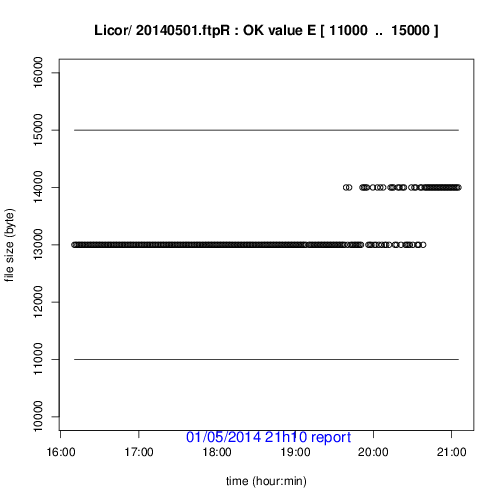 Licor/ 20140501.ftpR : OK value E [ 11000 .. 15000 ]
file size (byte)
16000
15000
14000
13000
12000
11000
10000
01/05/2014 21h10 report
16:00 17:00 18:00 19:00 20:00 21:00
time (hour:min)